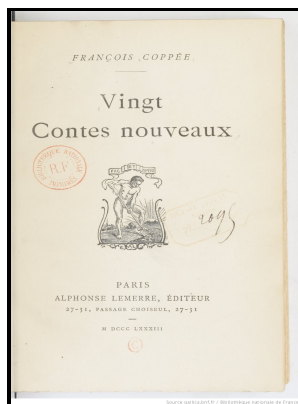 FRANÇOIS COPPÉE
Vingt
Contes nouveaux
R.F.
PARIS
ALPHONSE LEMERRE, ÉDITEUR
27-31, PASSAGE CHOISEUL, 27-31
M DCCC LXXXIII
Source gallica.bnf.fr / Bibliothèque nationale de France